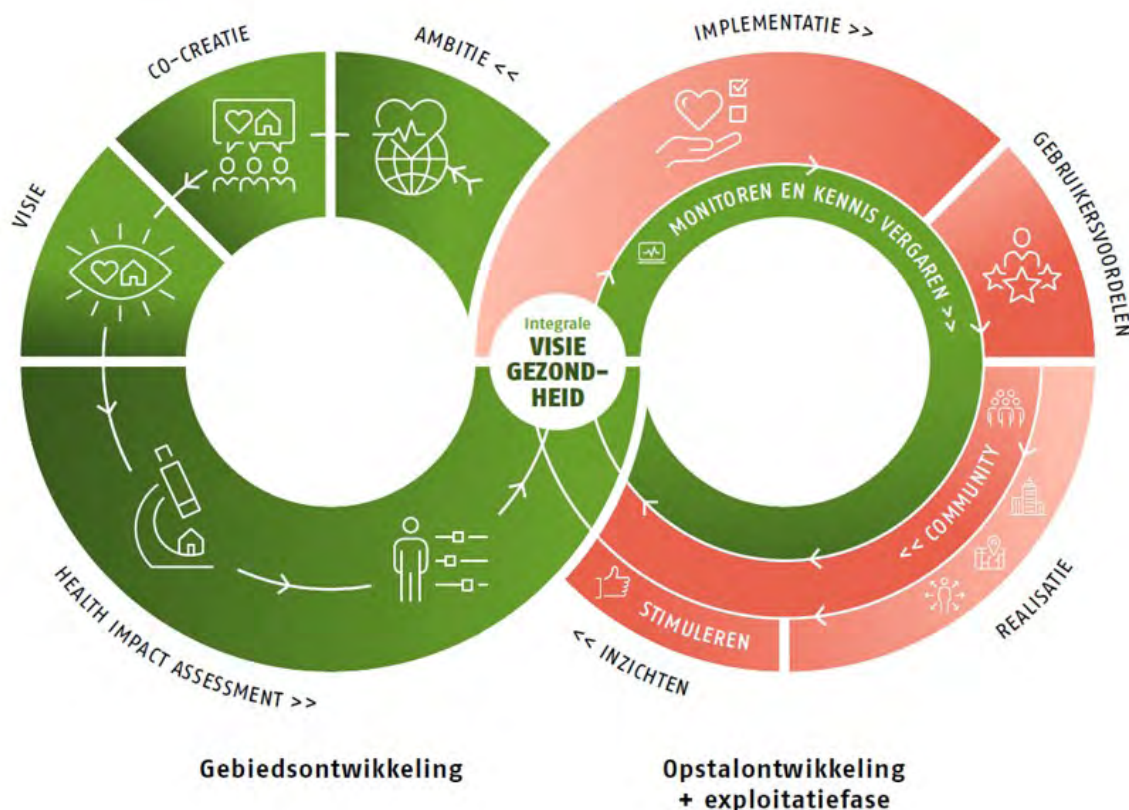 AMBITIE <<
CO-CREATIE
VISIE
HEALTH IMPACT ASSESSMENT >>
Integrale
VISIE
GEZOND-
HEID
IMPLEMENTATIE >>
MONITOREN EN KENNIS VERGAREN >>
GEBRUIKERSVOORDELEN
<< COMMUNITY
REALISATIE
STIMULEREN
<< INZICHTEN
Gebiedsontwikkeling
Opstalontwikkeling
+ exploitatiefase